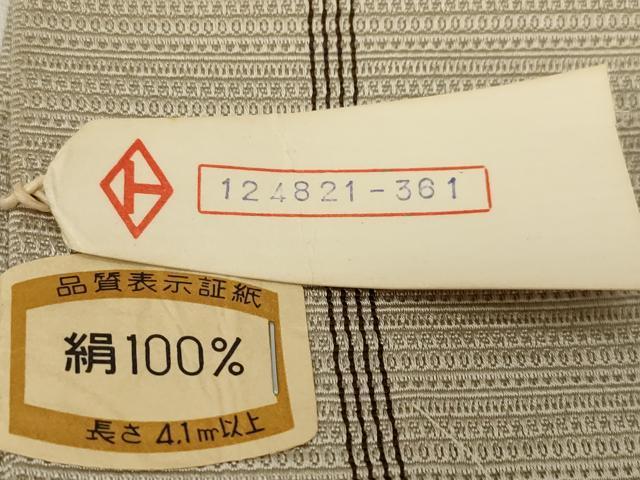 124821-361
品質表示証紙
絹100%
長さ 4.1m以上